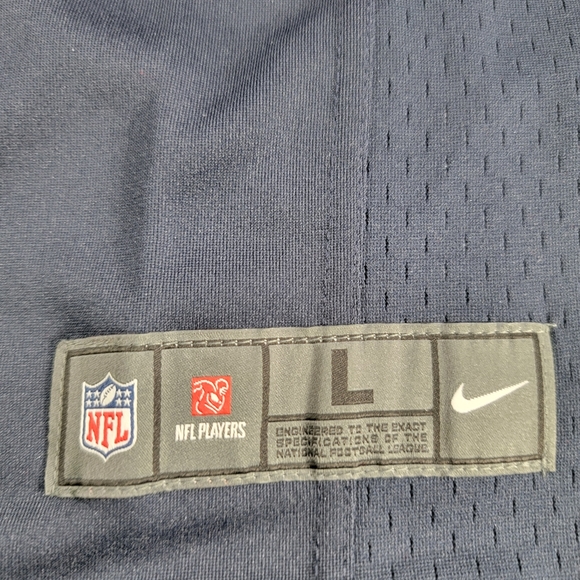 NFL
NFL PLAYERS
L
ENGINEERED TO THE EXACT
SPECIFICATIONS OF THE
NATIONAL FOOTBALL LEAGUE